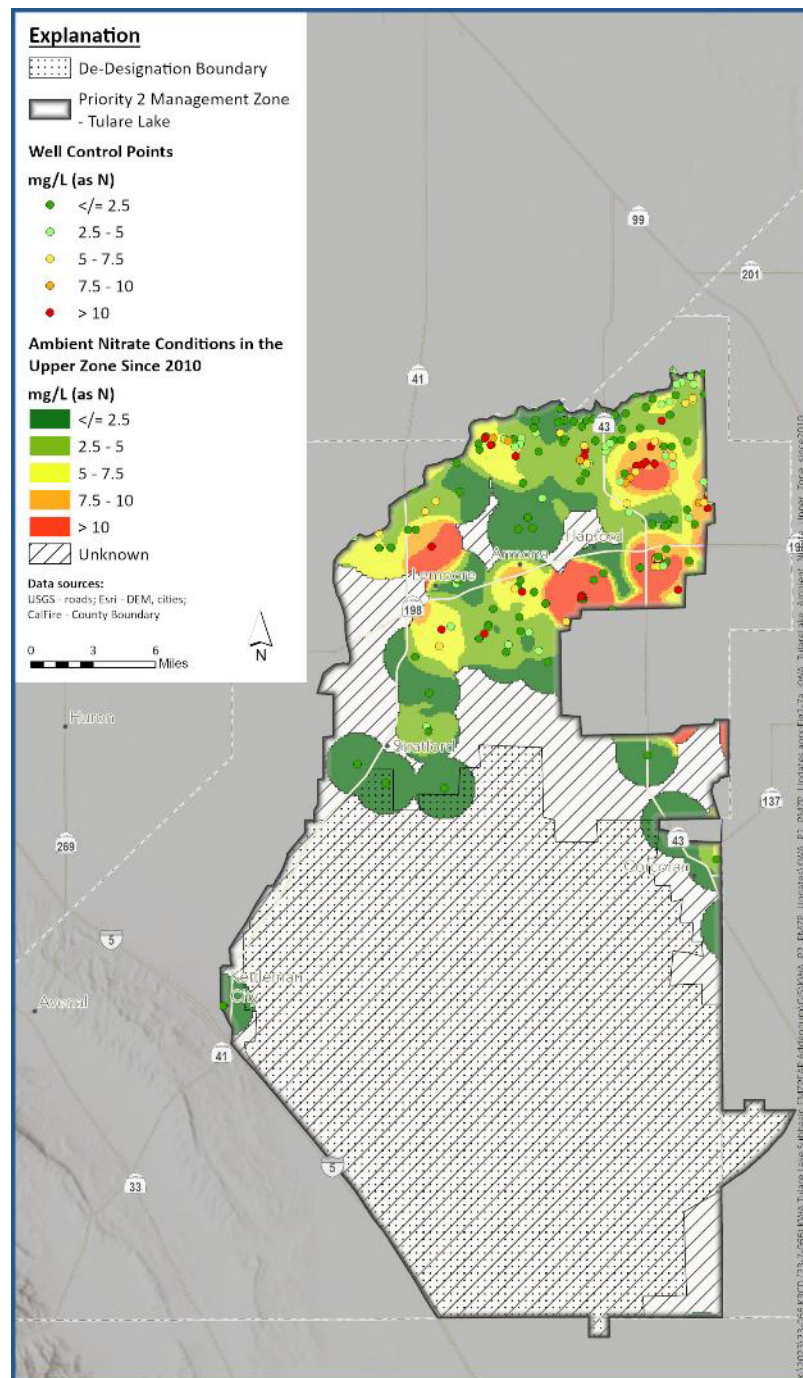 Explanation
De-Designation Boundary
Priority 2 Management Zone
- Tulare Lake
Well Control Points
mg/L (as N)
</= 2.5
2.5 - 5
5 - 7.5
7.5 - 10
> 10
Ambient Nitrate Conditions in the
Upper Zone Since 2010
mg/L (as N)
</= 2.5
2.5 - 5
5 - 7.5
7.5 - 10
> 10
Unknown
Data sources:
USGS - roads; Esri - DEM, cities;
CalFire - County Boundary
0 3 6
Miles
N
99
201
41
43
19
Hanford
Armona
Lemoore
198
Huron
Stratford
137
269
43
Corcoran
5
Kettleman
City
Avenal
41
5
33